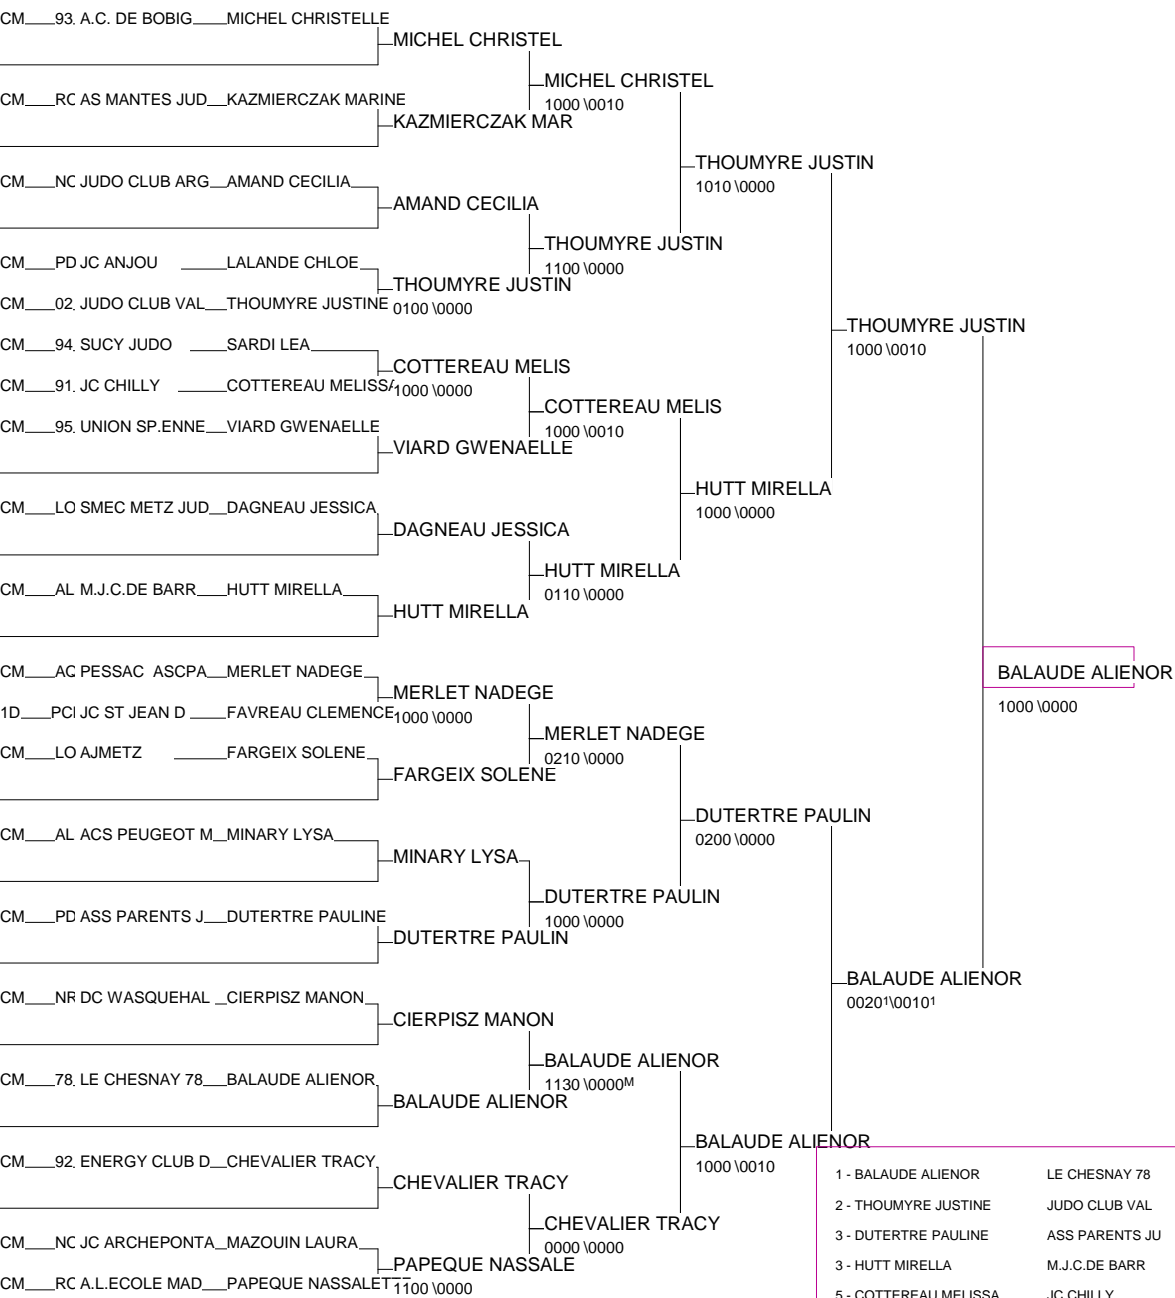 CM 93. A.C. DE BOBIG MICHEL CHRISTELLE
MICHEL CHRISTEL
MICHEL CHRISTEL
1000 \0010
CM RC AS MANTES JUD KAZMIERCZAK MARINE
KAZMIERCZAK MAR
THOUMYRE JUSTIN
1010 \0000
CM NC JUDO CLUB ARG AMAND CECILIA
AMAND CECILIA
THOUMYRE JUSTIN
1100 \0000
CM PD JC ANJOU LALANDE CHLOE
THOUMYRE JUSTIN
CM 02. JUDO CLUB VAL THOUMYRE JUSTINE
0100 \0000
THOUMYRE JUSTIN
1000 \0010
CM 94. SUCY JUDO SARDI LEA
COTTEREAU MELIS
CM 91. JC CHILLY COTTEREAU MELISSA
1000 \0000
COTTEREAU MELIS
1000 \0010
CM 95. UNION SP.ENNE VIARD GWENAELLE
VIARD GWENAELLE
HUTT MIRELLA
1000 \0000
CM LO SMEC METZ JUD DAGNEAU JESSICA
DAGNEAU JESSICA
HUTT MIRELLA
0110 \0000
CM AL M.J.C.DE BARR HUTT MIRELLA
HUTT MIRELLA
BALAUDE ALIENOR
1000 \0000
CM AQ PESSAC ASCPA MERLET NADEGE
MERLET NADEGE
1D PCI JC ST JEAN D FAVREAU CLEMENCE
1000 \0000
MERLET NADEGE
0210 \0000
CM LO AJMETZ FARGEIX SOLENE
FARGEIX SOLENE
DUTERTRE PAULIN
0200 \0000
CM AL ACS PEUGEOT M MINARY LYSA
MINARY LYSA
DUTERTRE PAULIN
1000 \0000
CM PD ASS PARENTS J DUTERTRE PAULINE
DUTERTRE PAULIN
BALAUDE ALIENOR
0020¹\0010¹
CM NR DC WASQUEHAL CIERPISZ MANON
CIERPISZ MANON
BALAUDE ALIENOR
1130 \0000M
CM 78. LE CHESNAY 78 BALAUDE ALIENOR
BALAUDE ALIENOR
BALAUDE ALIENOR
1000 \0010
CM 92. ENERGY CLUB D CHEVALIER TRACY
CHEVALIER TRACY
CHEVALIER TRACY
0000 \0000
CM NC JC ARCHEPONTA MAZOUIN LAURA
PAPEQUE NASSALE
CM RC A.L.ECOLE MAD PAPEQUE NASSALETTE
1100 \0000
1 - BALAUDE ALIENOR LE CHESNAY 78
2 - THOUMYRE JUSTINE JUDO CLUB VAL
3 - DUTERTRE PAULINE ASS PARENTS JU
3 - HUTT MIRELLA M.J.C.DE BARR
5 - COTTEREAU MELISSA JC CHILLY